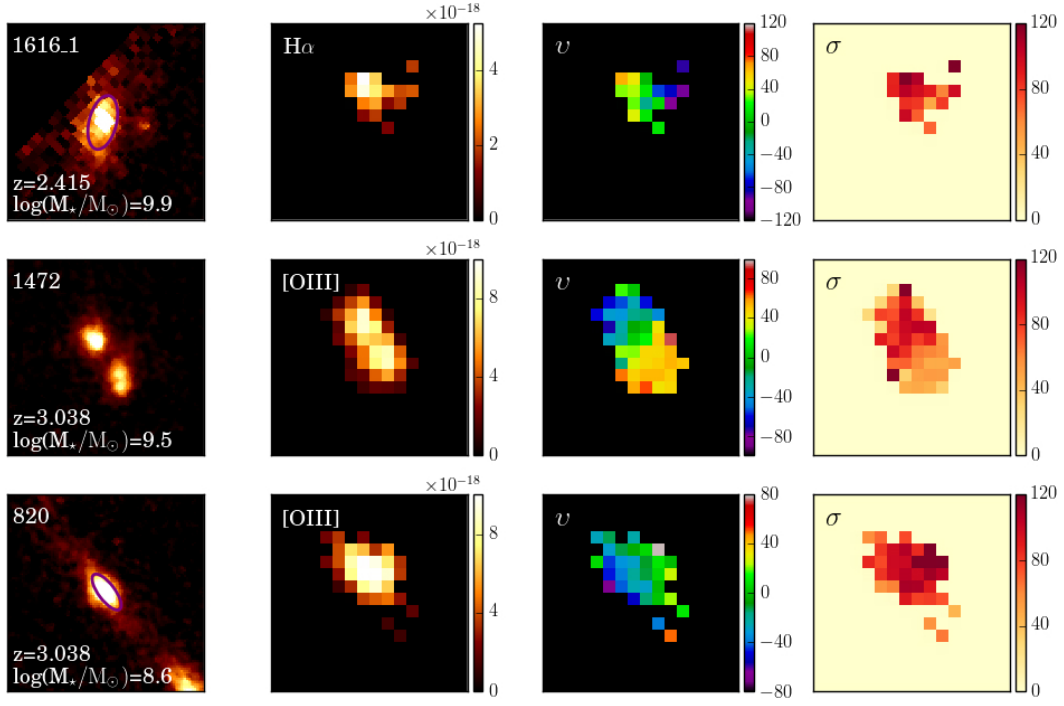 1616_1
z=2.415
log(M⋆/M⊙)=9.9
×10⁻¹⁸
Hα
4
2
0
υ
120
80
40
0
−40
−80
−120
σ
120
80
40
0
1472
z=3.038
log(M⋆/M⊙)=9.5
×10⁻¹⁸
[OIII]
8
4
0
υ
80
40
0
−40
−80
σ
120
80
40
0
820
z=3.038
log(M⋆/M⊙)=8.6
×10⁻¹⁸
[OIII]
8
4
0
υ
80
40
0
−40
−80
σ
120
80
40
0